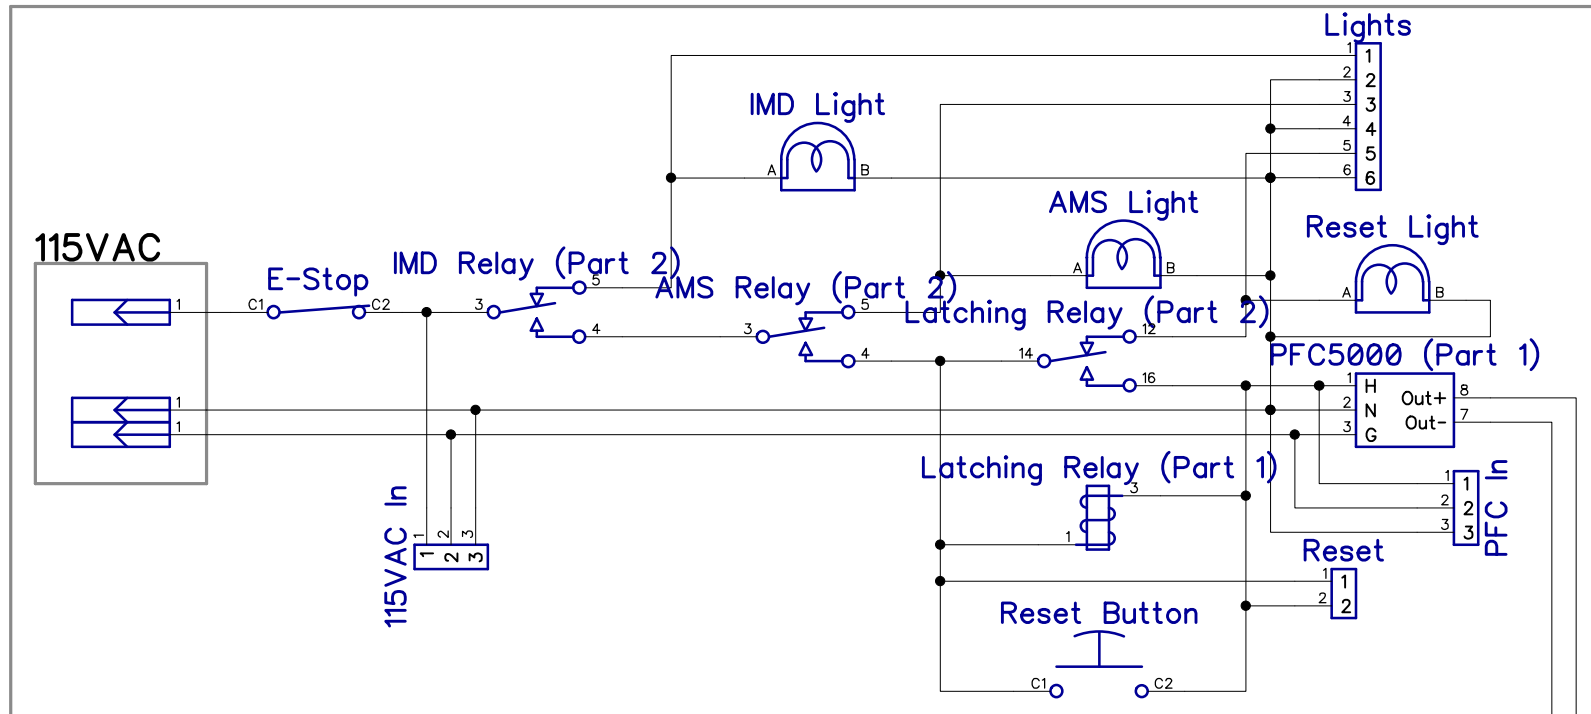 Lights
1 1
2 2
3 3
4 4
5 5
6 6
IMD Light
A B
AMS Light
A B
Reset Light
A B
115VAC
1
1
1
E-Stop
C1 C2
IMD Relay (Part 2)
3 5
4
AMS Relay (Part 2)
3 5
4
Latching Relay (Part 2)
14 12
16
PFC5000 (Part 1)
1 H Out+ 8
2 N Out- 7
3 G
Latching Relay (Part 1)
3
1
PFC In
1 1
2 2
3 3
115VAC In
1 2 3
1 2 3
Reset
1 1
2 2
Reset Button
C1 C2